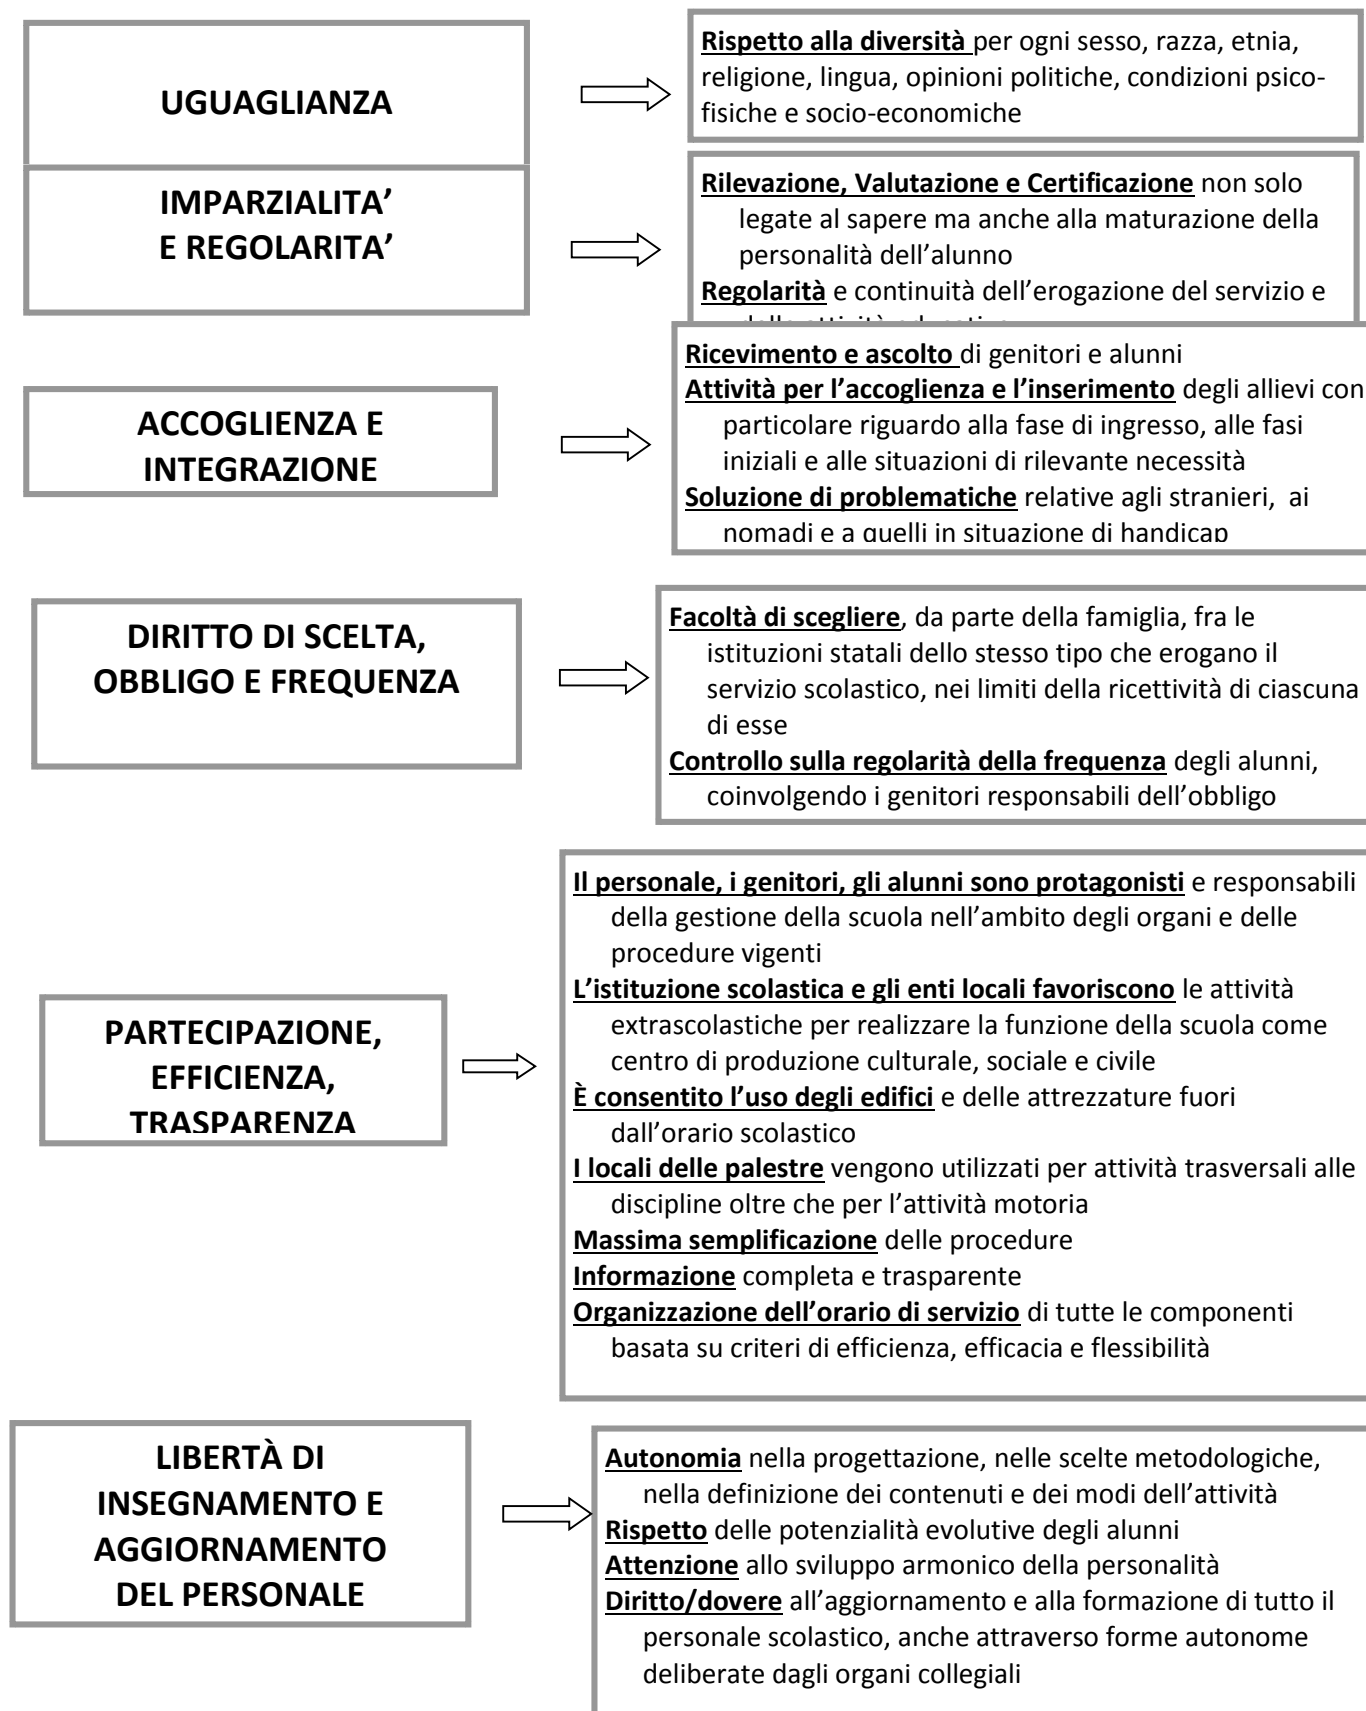 UGUAGLIANZA
Rispetto alla diversità per ogni sesso, razza, etnia,
religione, lingua, opinioni politiche, condizioni psico-
fisiche e socio-economiche
IMPARZIALITA’
E REGOLARITA’
Rilevazione, Valutazione e Certificazione non solo
legate al sapere ma anche alla maturazione della
personalità dell’alunno
Regolarità e continuità dell’erogazione del servizio e
ACCOGLIENZA E
INTEGRAZIONE
Ricevimento e ascolto di genitori e alunni
Attività per l’accoglienza e l’inserimento degli allievi con
particolare riguardo alla fase di ingresso, alle fasi
iniziali e alle situazioni di rilevante necessità
Soluzione di problematiche relative agli stranieri, ai
nomadi e a quelli in situazione di handicap
DIRITTO DI SCELTA,
OBBLIGO E FREQUENZA
Facoltà di scegliere, da parte della famiglia, fra le
istituzioni statali dello stesso tipo che erogano il
servizio scolastico, nei limiti della ricettività di ciascuna
di esse
Controllo sulla regolarità della frequenza degli alunni,
coinvolgendo i genitori responsabili dell’obbligo
PARTECIPAZIONE,
EFFICIENZA,
TRASPARENZA
Il personale, i genitori, gli alunni sono protagonisti e responsabili
della gestione della scuola nell’ambito degli organi e delle
procedure vigenti
L’istituzione scolastica e gli enti locali favoriscono le attività
extrascolastiche per realizzare la funzione della scuola come
centro di produzione culturale, sociale e civile
È consentito l’uso degli edifici e delle attrezzature fuori
dall’orario scolastico
I locali delle palestre vengono utilizzati per attività trasversali alle
discipline oltre che per l’attività motoria
Massima semplificazione delle procedure
Informazione completa e trasparente
Organizzazione dell’orario di servizio di tutte le componenti
basata su criteri di efficienza, efficacia e flessibilità
LIBERTÀ DI
INSEGNAMENTO E
AGGIORNAMENTO
DEL PERSONALE
Autonomia nella progettazione, nelle scelte metodologiche,
nella definizione dei contenuti e dei modi dell’attività
Rispetto delle potenzialità evolutive degli alunni
Attenzione allo sviluppo armonico della personalità
Diritto/dovere all’aggiornamento e alla formazione di tutto il
personale scolastico, anche attraverso forme autonome
deliberate dagli organi collegiali